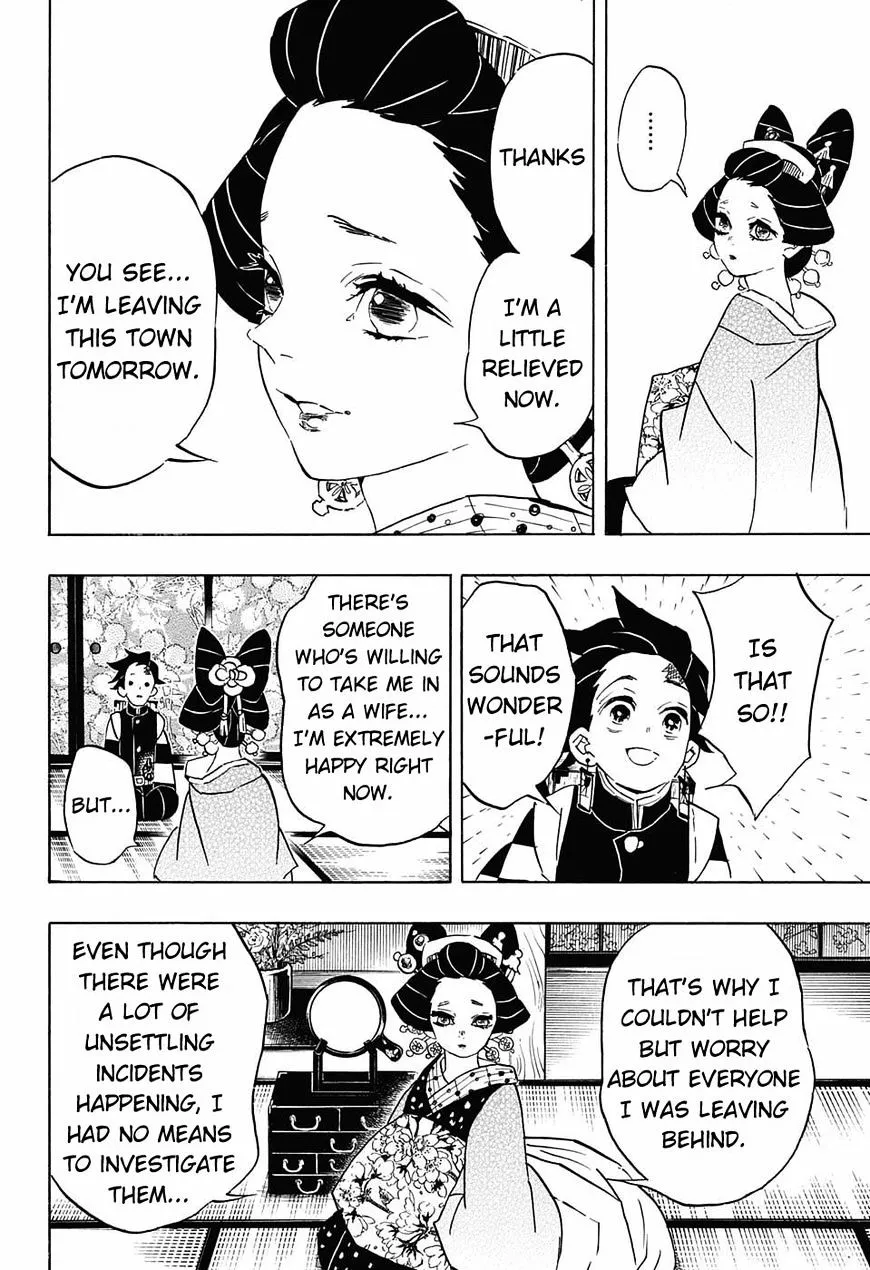 ......
THANKS
I'M A
LITTLE
RELIEVED
NOW.
YOU SEE...
I'M LEAVING
THIS TOWN
TOMORROW.
IS
THAT
SO!!
THAT
SOUNDS
WONDER
-FUL!
THERE'S
SOMEONE
WHO'S WILLING
TO TAKE ME IN
AS A WIFE...
I'M EXTREMELY
HAPPY RIGHT
NOW.
BUT...
THAT'S WHY I
COULDN'T HELP
BUT WORRY
ABOUT EVERYONE
I WAS LEAVING
BEHIND.
EVEN THOUGH
THERE WERE
A LOT OF
UNSETTLING
INCIDENTS
HAPPENING, I
HAD NO MEANS
TO INVESTIGATE
THEM...